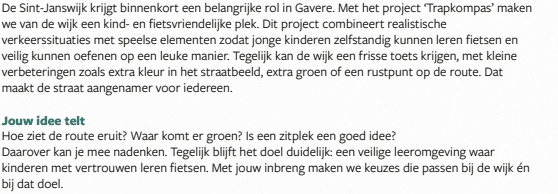 De Sint-Janswijk krijgt binnenkort een belangrijke rol in Gavere. Met het project ‘Trapkompas’ maken
we van de wijk een kind- en fietsvriendelijke plek. Dit project combineert realistische
verkeerssituaties met speelse elementen zodat jonge kinderen zelfstandig kunnen leren fietsen en
veilig kunnen oefenen op een leuke manier. Tegelijk kan de wijk een frisse toets krijgen, met kleine
verbeteringen zoals extra kleur in het straatbeeld, extra groen of een rustpunt op de route. Dat
maakt de straat aangenamer voor iedereen.

Jouw idee telt
Hoe ziet de route eruit? Waar komt er groen? Is een zitplek een goed idee?
Daarover kan je mee nadenken. Tegelijk blijft het doel duidelijk: een veilige leeromgeving waar
kinderen met vertrouwen leren fietsen. Met jouw inbreng maken we keuzes die passen bij de wijk én
bij dat doel.